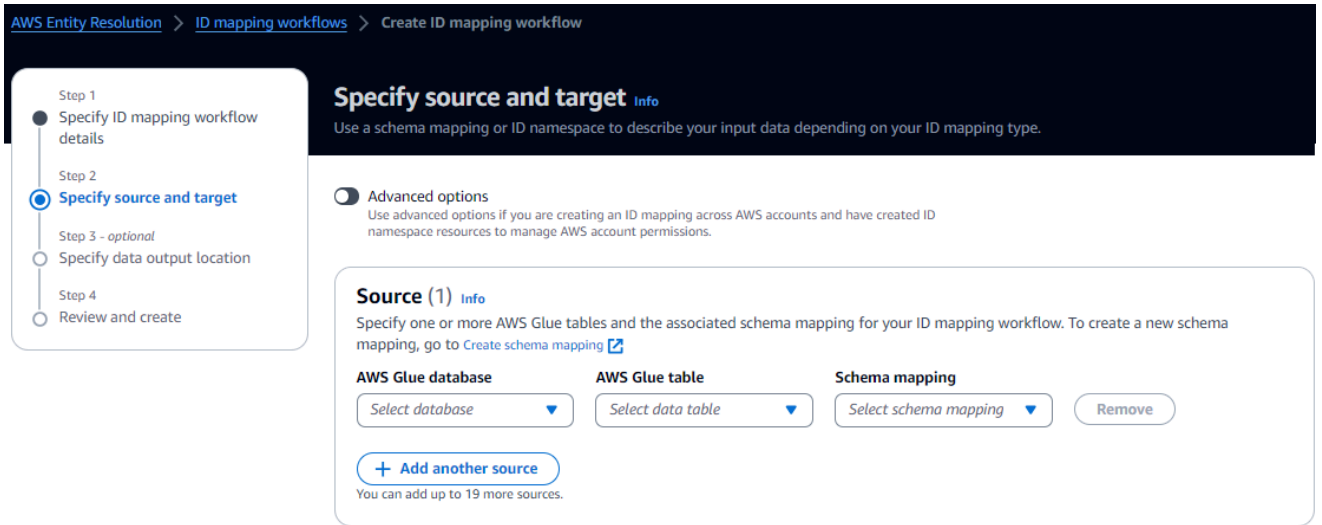 AWS Entity Resolution > ID mapping workflows > Create ID mapping workflow
Step 1
Specify ID mapping workflow
details
Step 2
Specify source and target
Step 3 - optional
Specify data output location
Step 4
Review and create
Specify source and target Info
Use a schema mapping or ID namespace to describe your input data depending on your ID mapping type.
Advanced options
Use advanced options if you are creating an ID mapping across AWS accounts and have created ID
namespace resources to manage AWS account permissions.
Source (1) Info
Specify one or more AWS Glue tables and the associated schema mapping for your ID mapping workflow. To create a new schema
mapping, go to Create schema mapping
AWS Glue database AWS Glue table Schema mapping
Select database Select data table Select schema mapping Remove
+ Add another source
You can add up to 19 more sources.